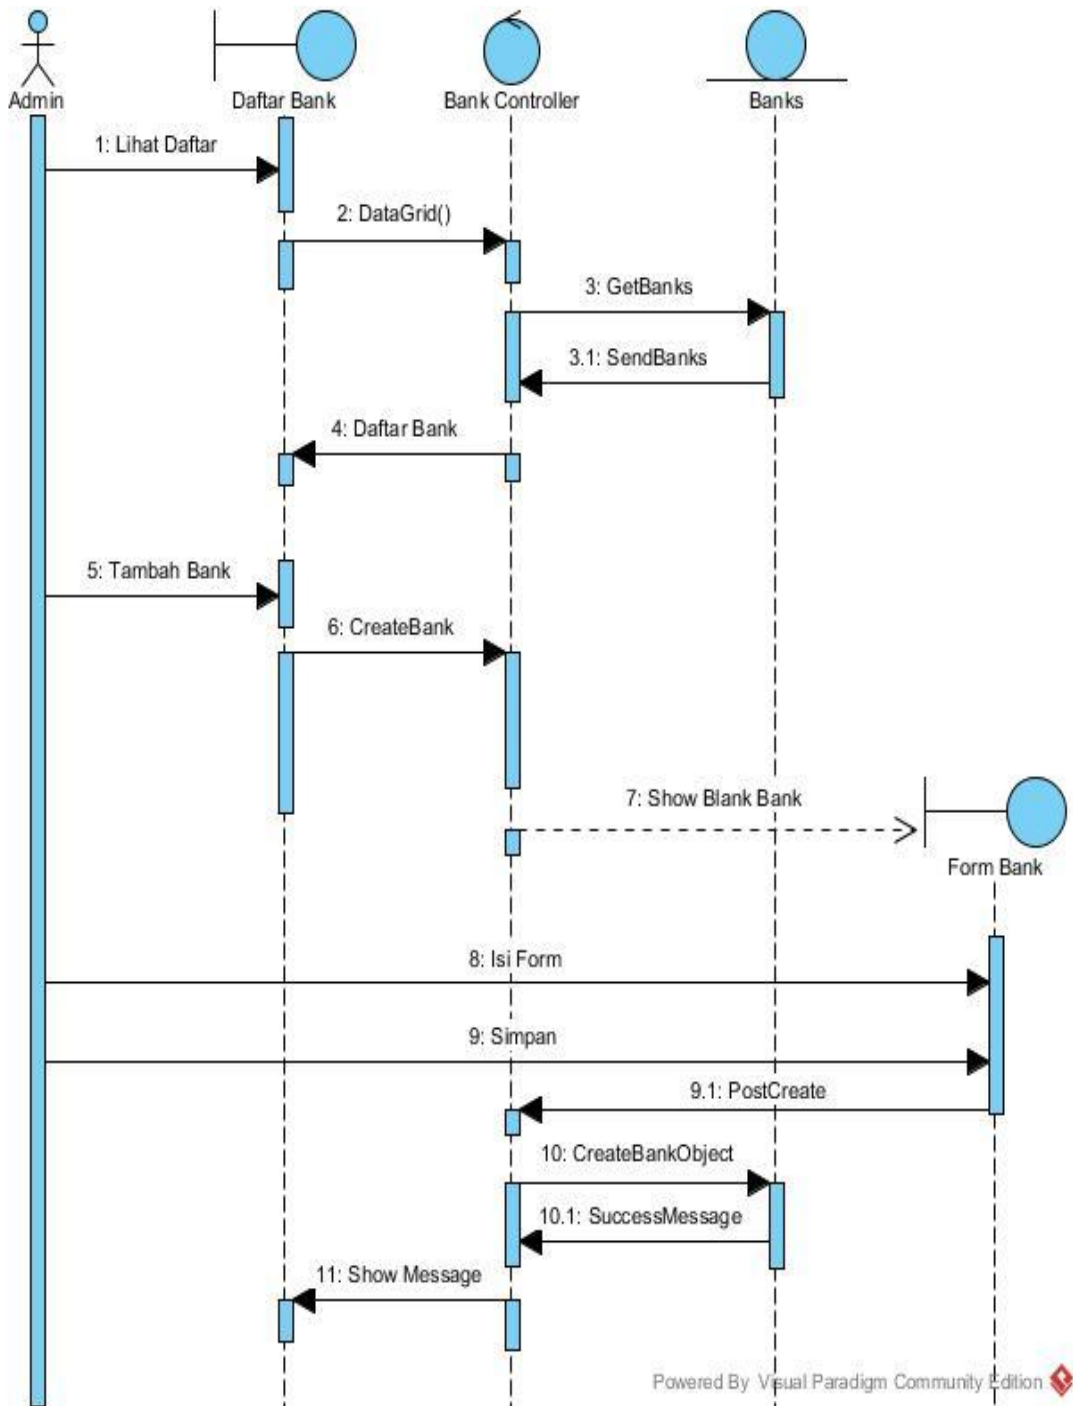 Admin
Daftar Bank
Bank Controller
Banks
1: Lihat Daftar
2: DataGrid()
3: GetBanks
3.1: SendBanks
4: Daftar Bank
5: Tambah Bank
6: CreateBank
7: Show Blank Bank
Form Bank
8: Isi Form
9: Simpan
9.1: PostCreate
10: CreateBankObject
10.1: SuccessMessage
11: Show Message
Powered By Visual Paradigm Community Edition